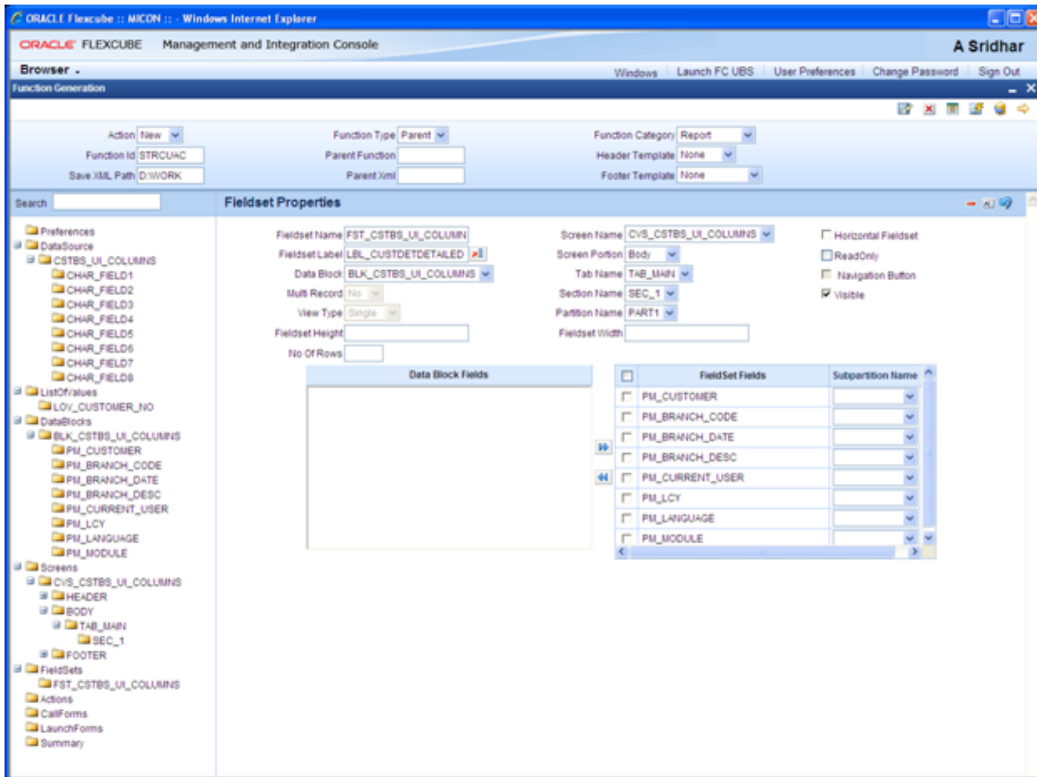 ORACLE Flexcube :: MICON :: - Windows Internet Explorer
ORACLE FLEXCUBE Management and Integration Console A Sridhar
Browser Windows Launch FC UBS User Preferences Change Password Sign Out
Function Generation
Action New Function Type Parent Function Category Report
Function Id STRCUAC Parent Function Header Template None
Save XML Path D:\WORK Parent Xml Footer Template None
Search
Preferences
DataSource
CSTBS_UI_COLUMNS
CHAR_FIELD1
CHAR_FIELD2
CHAR_FIELD3
CHAR_FIELD4
CHAR_FIELD5
CHAR_FIELD6
CHAR_FIELD7
CHAR_FIELD8
ListOfValues
LOV_CUSTOMER_NO
DataBlocks
BLK_CSTBS_UI_COLUMNS
PM_CUSTOMER
PM_BRANCH_CODE
PM_BRANCH_DATE
PM_BRANCH_DESC
PM_CURRENT_USER
PM_LCY
PM_LANGUAGE
PM_MODULE
Screens
CVS_CSTBS_UI_COLUMNS
HEADER
BODY
TAB_MAIN
SEC_1
FOOTER
FieldSets
FST_CSTBS_UI_COLUMNS
Actions
CallForms
LaunchForms
Summary
Fieldset Properties
Fieldset Name FST_CSTBS_UI_COLUMN Screen Name CVS_CSTBS_UI_COLUMNS Horizontal Fieldset
Fieldset Label LBL_CUSTDETDETAILED Screen Portion Body ReadOnly
Data Block BLK_CSTBS_UI_COLUMNS Tab Name TAB_MAIN Navigation Button
Multi Record No Section Name SEC_1 Visible
View Type Single Partition Name PART1
Fieldset Height Fieldset Width
No Of Rows
Data Block Fields FieldSet Fields Subpartition Name
PM_CUSTOMER
PM_BRANCH_CODE
PM_BRANCH_DATE
PM_BRANCH_DESC
PM_CURRENT_USER
PM_LCY
PM_LANGUAGE
PM_MODULE